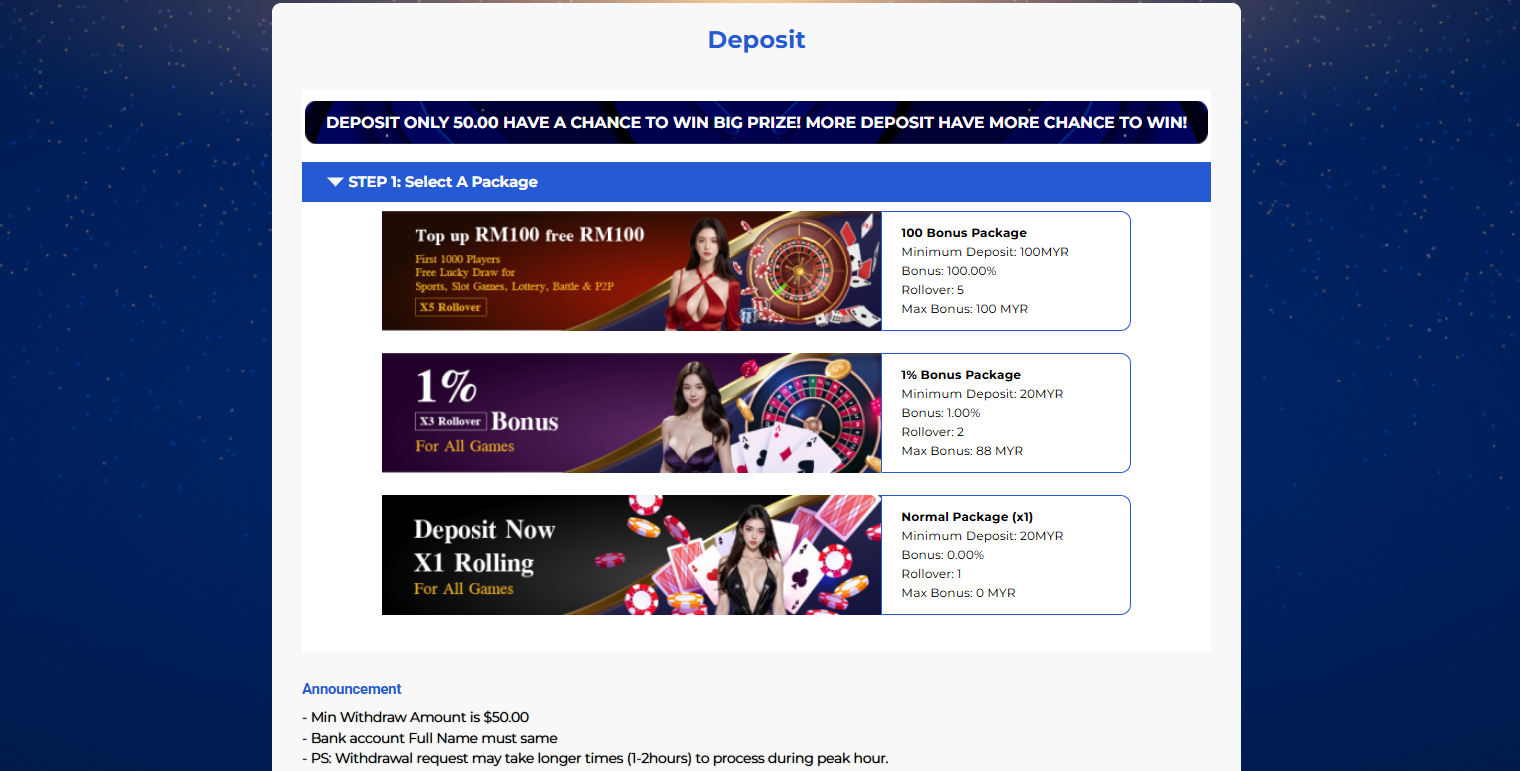 Deposit
DEPOSIT ONLY 50.00 HAVE A CHANCE TO WIN BIG PRIZE! MORE DEPOSIT HAVE MORE CHANCE TO WIN!
STEP 1: Select A Package
Top up RM100 free RM100
First 1000 Players
Free Lucky Draw for
Sports, Slot Games, Lottery, Battle & P2P
X5 Rollover
100 Bonus Package
Minimum Deposit: 100MYR
Bonus: 100.00%
Rollover: 5
Max Bonus: 100 MYR
1%
X3 Rollover Bonus
For All Games
1% Bonus Package
Minimum Deposit: 20MYR
Bonus: 1.00%
Rollover: 2
Max Bonus: 88 MYR
Deposit Now
X1 Rolling
For All Games
Normal Package (x1)
Minimum Deposit: 20MYR
Bonus: 0.00%
Rollover: 1
Max Bonus: 0 MYR
Announcement
- Min Withdraw Amount is $50.00
- Bank account Full Name must same
- PS: Withdrawal request may take longer times (1-2hours) to process during peak hour.